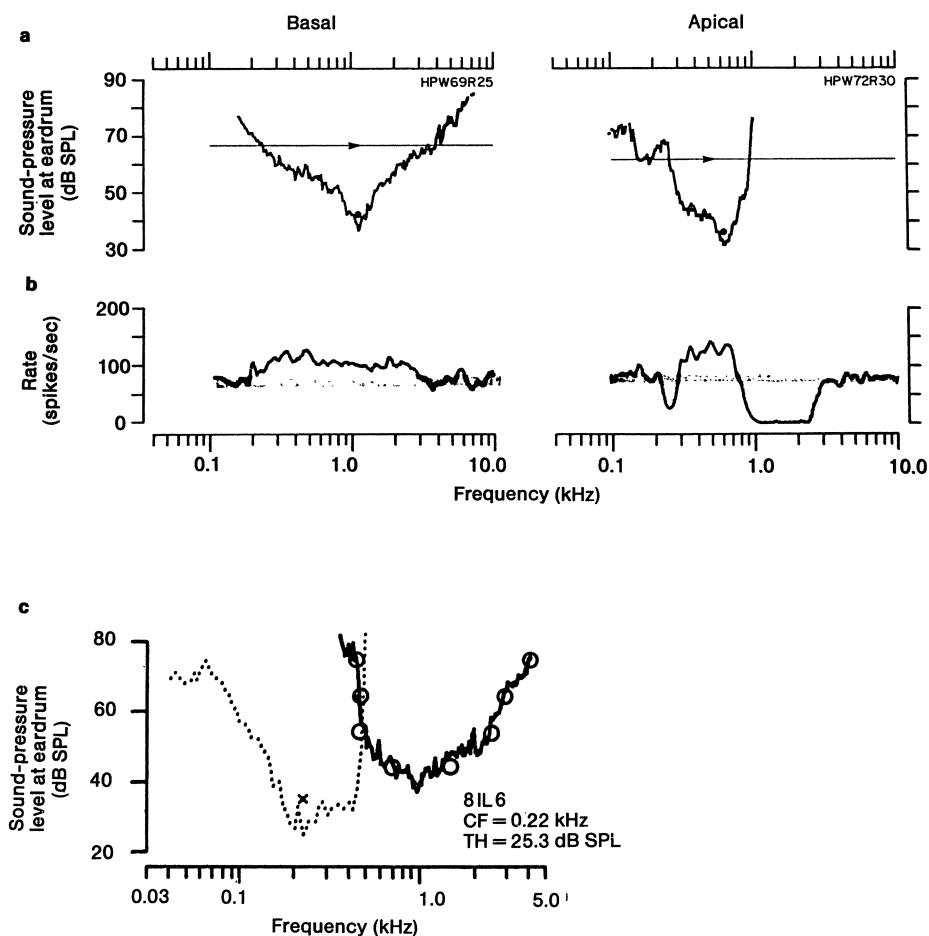 a
Basal
Apical
HPW69R25
HPW72R30
90
70
50
30
Sound-pressure
level at eardrum
(dB SPL)
b
200
100
0
Rate
(spikes/sec)
0.1
1.0
10.0
0.1
1.0
10.0
Frequency (kHz)
c
80
60
40
20
Sound-pressure
level at eardrum
(dB SPL)
8IL6
CF = 0.22 kHz
TH = 25.3 dB SPL
0.03
0.1
1.0
5.0
Frequency (kHz)